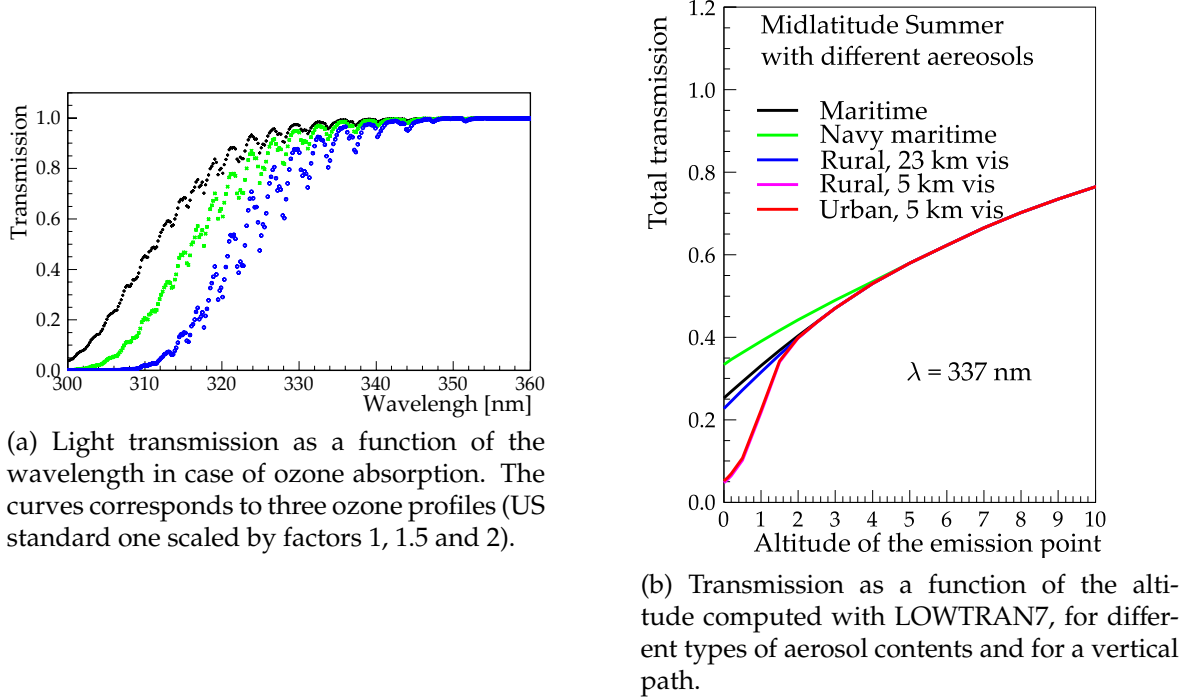 Transmission
1.0
0.8
0.6
0.4
0.2
0.0
300 310 320 330 340 350 360
Wavelengh [nm]
(a) Light transmission as a function of the
wavelength in case of ozone absorption. The
curves corresponds to three ozone profiles (US
standard one scaled by factors 1, 1.5 and 2).
Total transmission
1.2
1.0
0.8
0.6
0.4
0.2
0.0
Midlatitude Summer
with different aereosols
Maritime
Navy maritime
Rural, 23 km vis
Rural, 5 km vis
Urban, 5 km vis
λ = 337 nm
0 1 2 3 4 5 6 7 8 9 10
Altitude of the emission point
(b) Transmission as a function of the alti-
tude computed with LOWTRAN7, for differ-
ent types of aerosol contents and for a vertical
path.